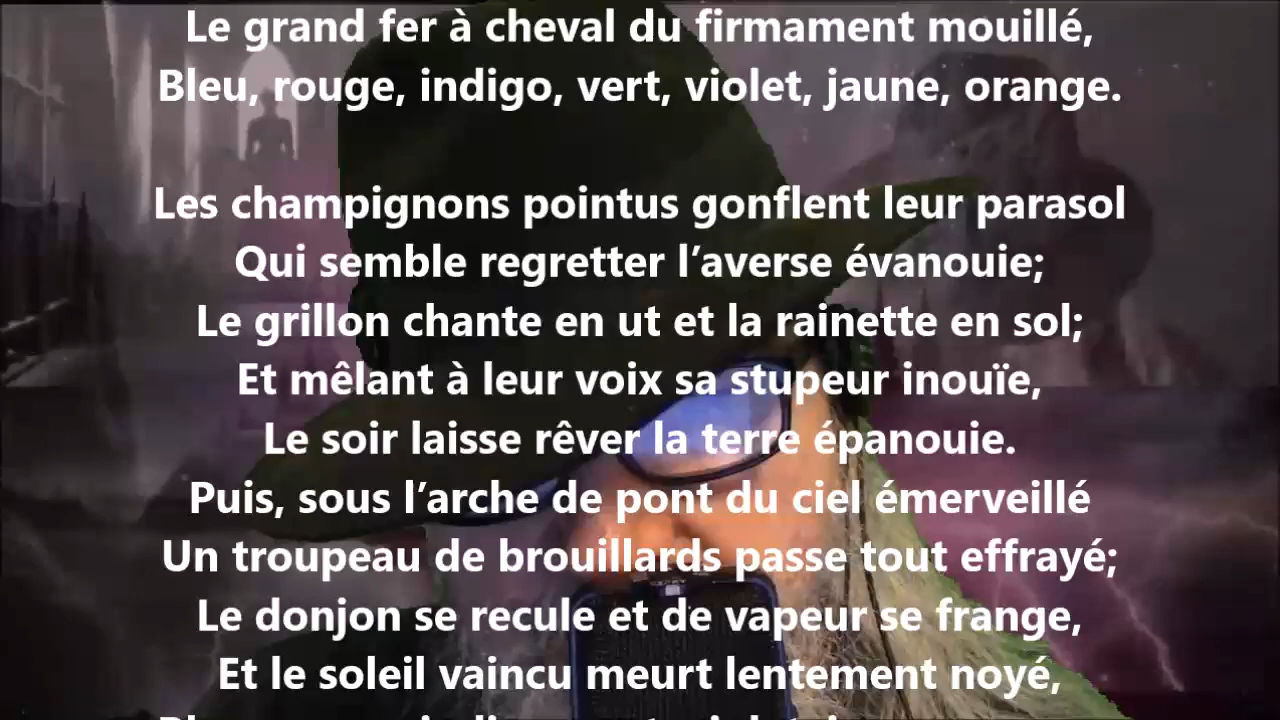 Le grand fer à cheval du firmament mouillé,
Bleu, rouge, indigo, vert, violet, jaune, orange.
Les champignons pointus gonflent leur parasol
Qui semble regretter l’averse évanouie;
Le grillon chante en ut et la rainette en sol;
Et mêlant à leur voix sa stupeur inouïe,
Le soir laisse rêver la terre épanouie.
Puis, sous l’arche de pont du ciel émerveillé
Un troupeau de brouillards passe tout effrayé;
Le donjon se recule et de vapeur se frange,
Et le soleil vaincu meurt lentement noyé,